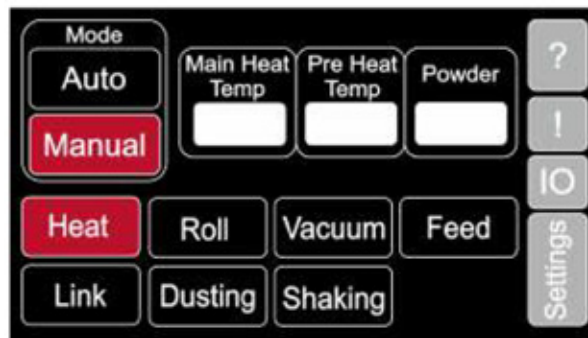 Mode
Auto
Manual
Main Heat
Temp
Pre Heat
Temp
Powder
?
!
IO
Settings
Heat
Roll
Vacuum
Feed
Link
Dusting
Shaking